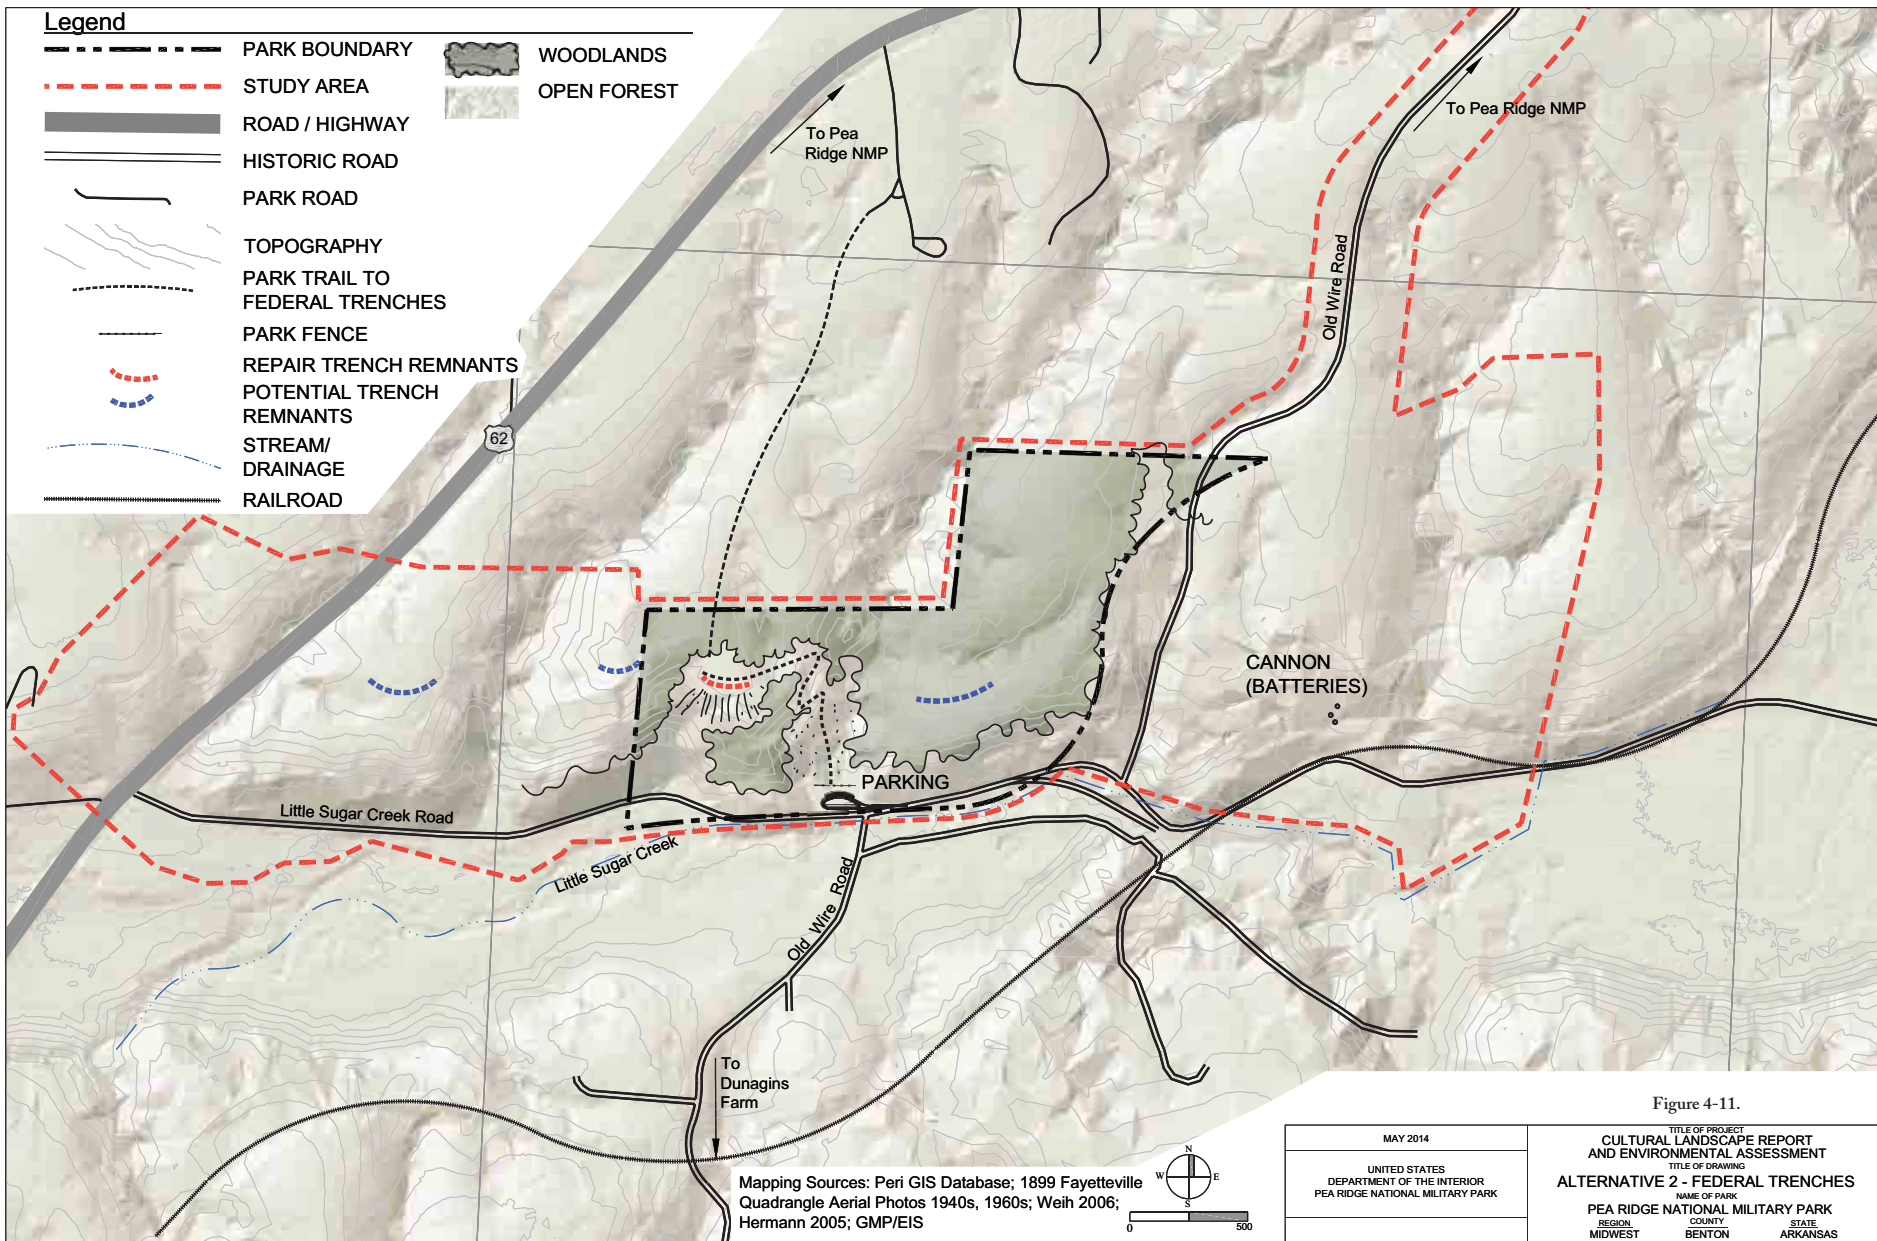 Legend
PARK BOUNDARY
STUDY AREA
ROAD / HIGHWAY
HISTORIC ROAD
PARK ROAD
TOPOGRAPHY
PARK TRAIL TO
FEDERAL TRENCHES
PARK FENCE
REPAIR TRENCH REMNANTS
POTENTIAL TRENCH
REMNANTS
STREAM/
DRAINAGE
RAILROAD
WOODLANDS
OPEN FOREST
To Pea
Ridge NMP
To Pea Ridge NMP
Old Wire Road
62
CANNON
(BATTERIES)
PARKING
Little Sugar Creek Road
Little Sugar Creek
Old Wire Road
To
Dunagins
Farm
Mapping Sources: Peri GIS Database; 1899 Fayetteville
Quadrangle Aerial Photos 1940s, 1960s; Weih 2006;
Hermann 2005; GMP/EIS
N
W
E
S
0
500
Figure 4-11.
MAY 2014
UNITED STATES
DEPARTMENT OF THE INTERIOR
PEA RIDGE NATIONAL MILITARY PARK
TITLE OF PROJECT
CULTURAL LANDSCAPE REPORT
AND ENVIRONMENTAL ASSESSMENT
TITLE OF DRAWING
ALTERNATIVE 2 - FEDERAL TRENCHES
NAME OF PARK
PEA RIDGE NATIONAL MILITARY PARK
REGION
MIDWEST
COUNTY
BENTON
STATE
ARKANSAS